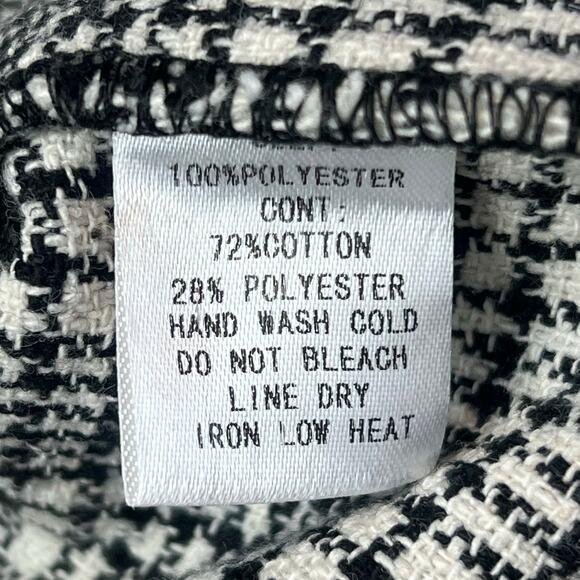 100%POLYESTER
CONT:
72%COTTON
28% POLYESTER
HAND WASH COLD
DO NOT BLEACH
LINE DRY
IRON LOW HEAT